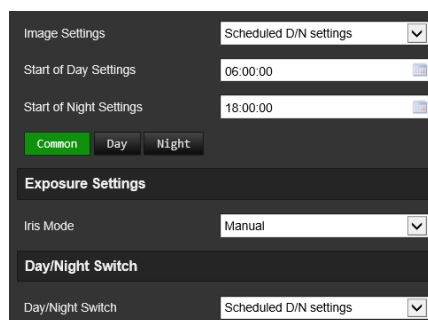 Image Settings Scheduled D/N settings
Start of Day Settings 06:00:00
Start of Night Settings 18:00:00
Common Day Night
Exposure Settings
Iris Mode Manual
Day/Night Switch
Day/Night Switch Scheduled D/N settings